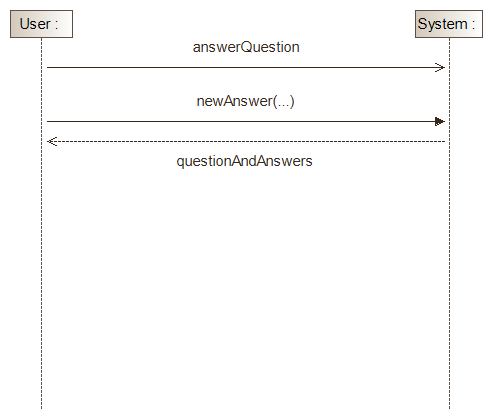 User :
System :
answerQuestion
newAnswer(...)
questionAndAnswers